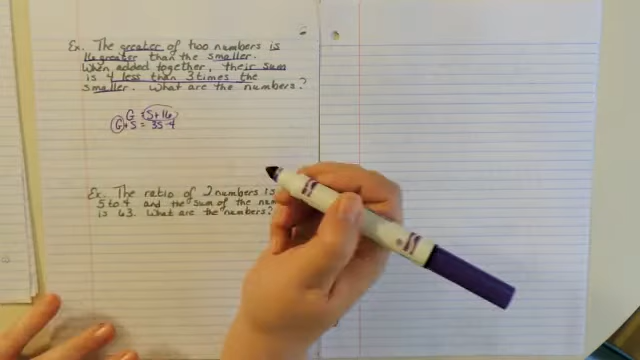 Ex. The greater of two numbers is
16 greater than the smaller.
When added together, their sum
is 4 less than 3 times the
smaller. What are the numbers?
G = S+16
G+S = 3S-4
Ex. The ratio of 2 numbers is
5 to 4 and the sum of the
is 63. What are the numbers?